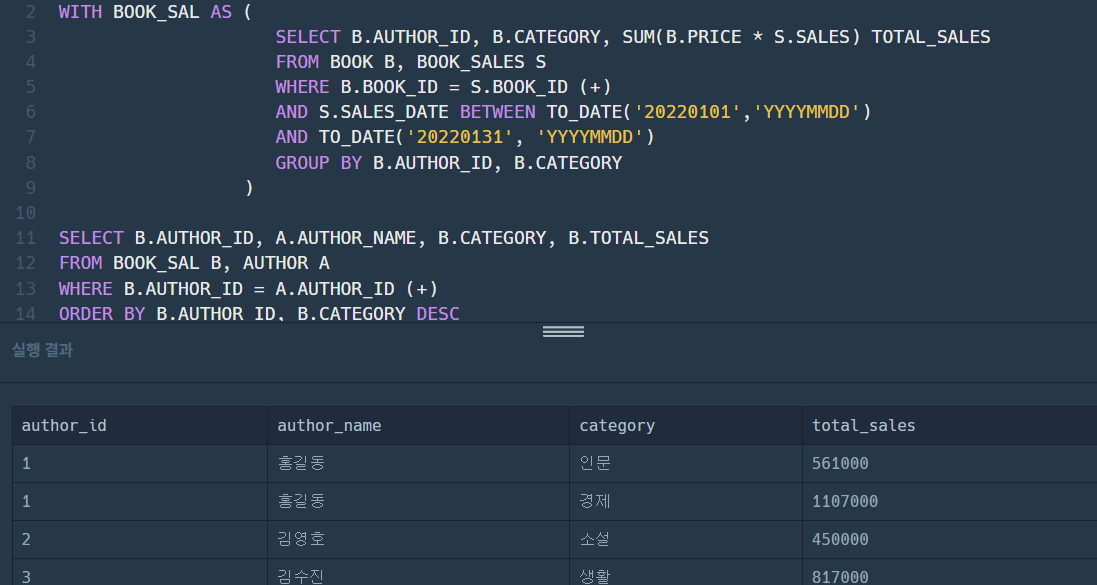 2 WITH BOOK_SAL AS (
3 SELECT B.AUTHOR_ID, B.CATEGORY, SUM(B.PRICE * S.SALES) TOTAL_SALES
4 FROM BOOK B, BOOK_SALES S
5 WHERE B.BOOK_ID = S.BOOK_ID (+)
6 AND S.SALES_DATE BETWEEN TO_DATE('20220101','YYYYMMDD')
7 AND TO_DATE('20220131', 'YYYYMMDD')
8 GROUP BY B.AUTHOR_ID, B.CATEGORY
9 )
10
11 SELECT B.AUTHOR_ID, A.AUTHOR_NAME, B.CATEGORY, B.TOTAL_SALES
12 FROM BOOK_SAL B, AUTHOR A
13 WHERE B.AUTHOR_ID = A.AUTHOR_ID (+)
14 ORDER BY B.AUTHOR_ID, B.CATEGORY DESC
실행 결과
author_id author_name category total_sales
1 홍길동 인문 561000
1 홍길동 경제 1107000
2 김영호 소설 450000
3 김수진 생활 817000